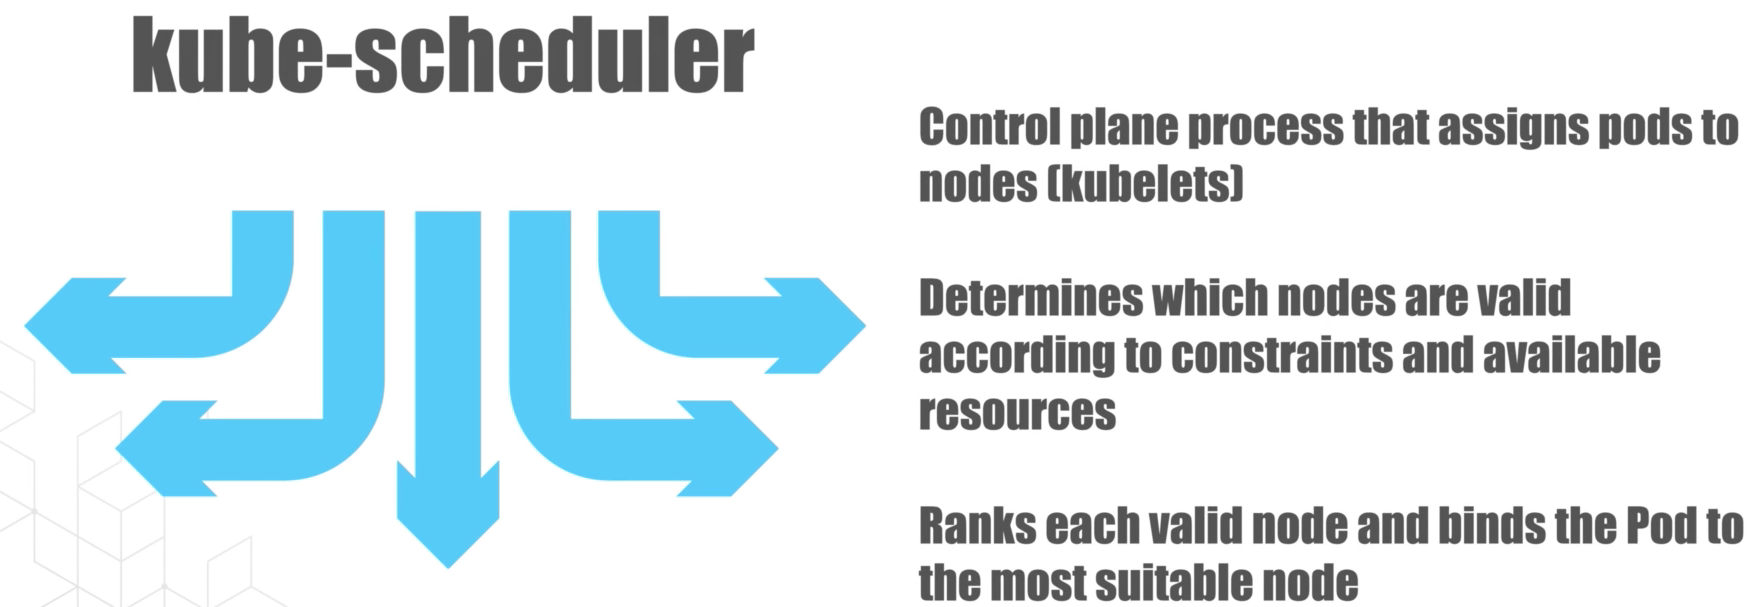 kube-scheduler
Control plane process that assigns pods to
nodes (kubelets)
Determines which nodes are valid
according to constraints and available
resources
Ranks each valid node and binds the Pod to
the most suitable node